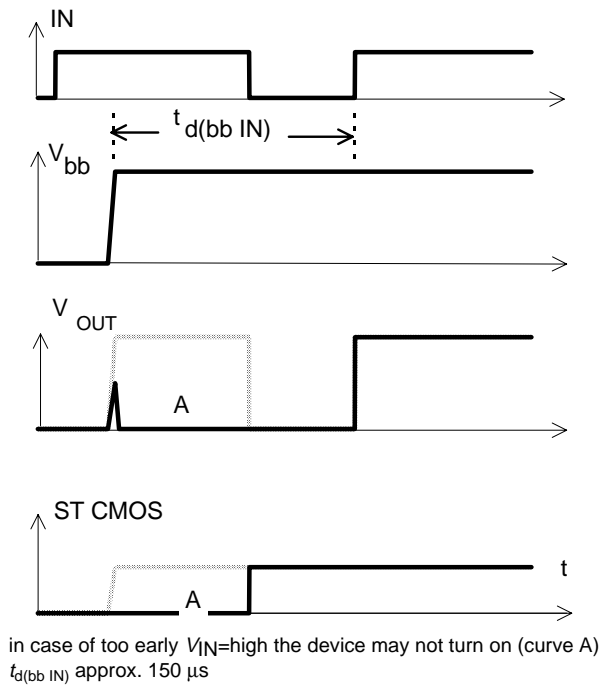 IN
t d(bb IN)
Vbb
V OUT
A
ST CMOS
t
A
in case of too early VIN=high the device may not turn on (curve A)
td(bb IN) approx. 150 µs